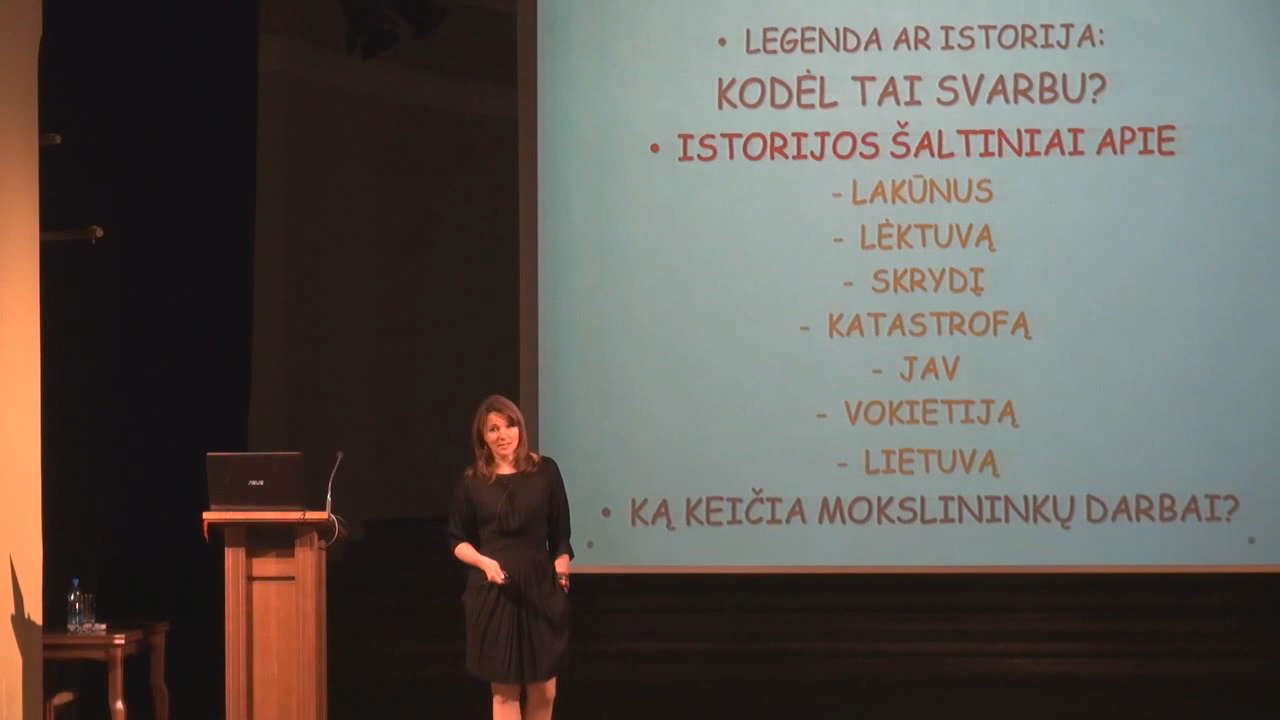 • LEGENDA AR ISTORIJA:
KODĖL TAI SVARBU?
• ISTORIJOS ŠALTINIAI APIE
- LAKŪNUS
- LĖKTUVĄ
- SKRYDĮ
- KATASTROFĄ
- JAV
- VOKIETIJĄ
- LIETUVĄ
• KĄ KEIČIA MOKSLININKŲ DARBAI?
ASUS